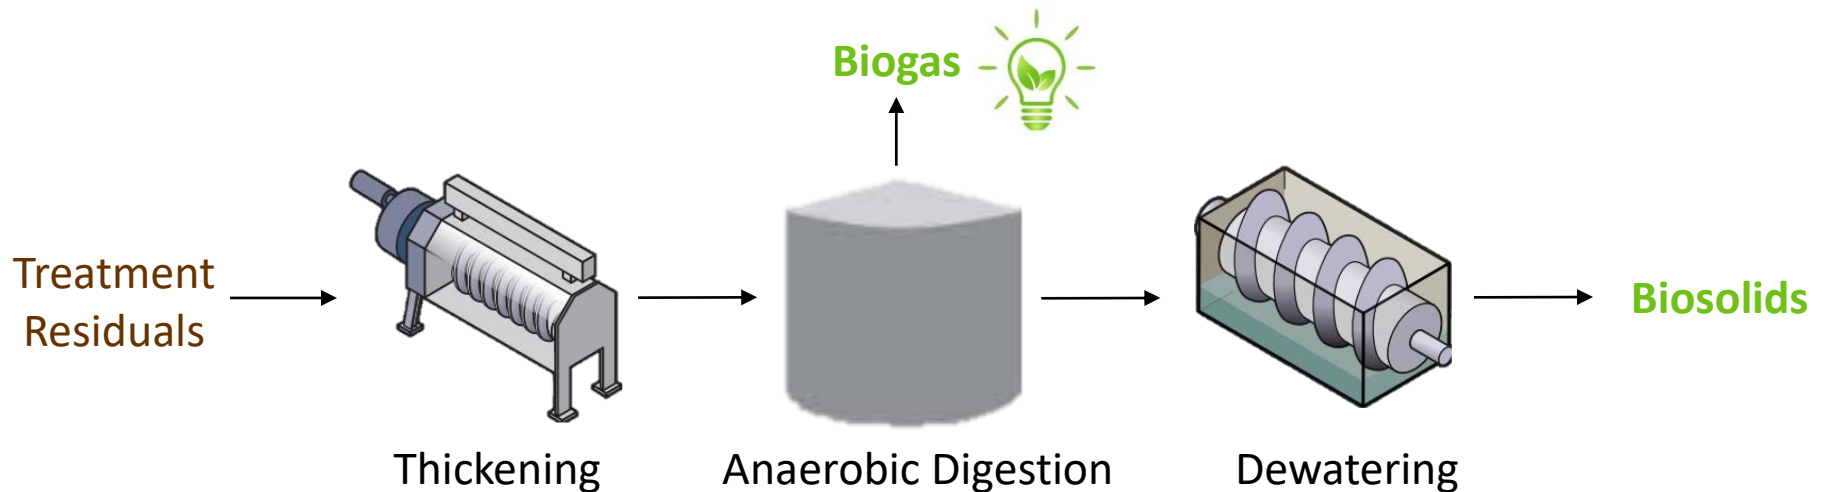 Biogas
Treatment
Residuals
Biosolids
Thickening
Anaerobic Digestion
Dewatering